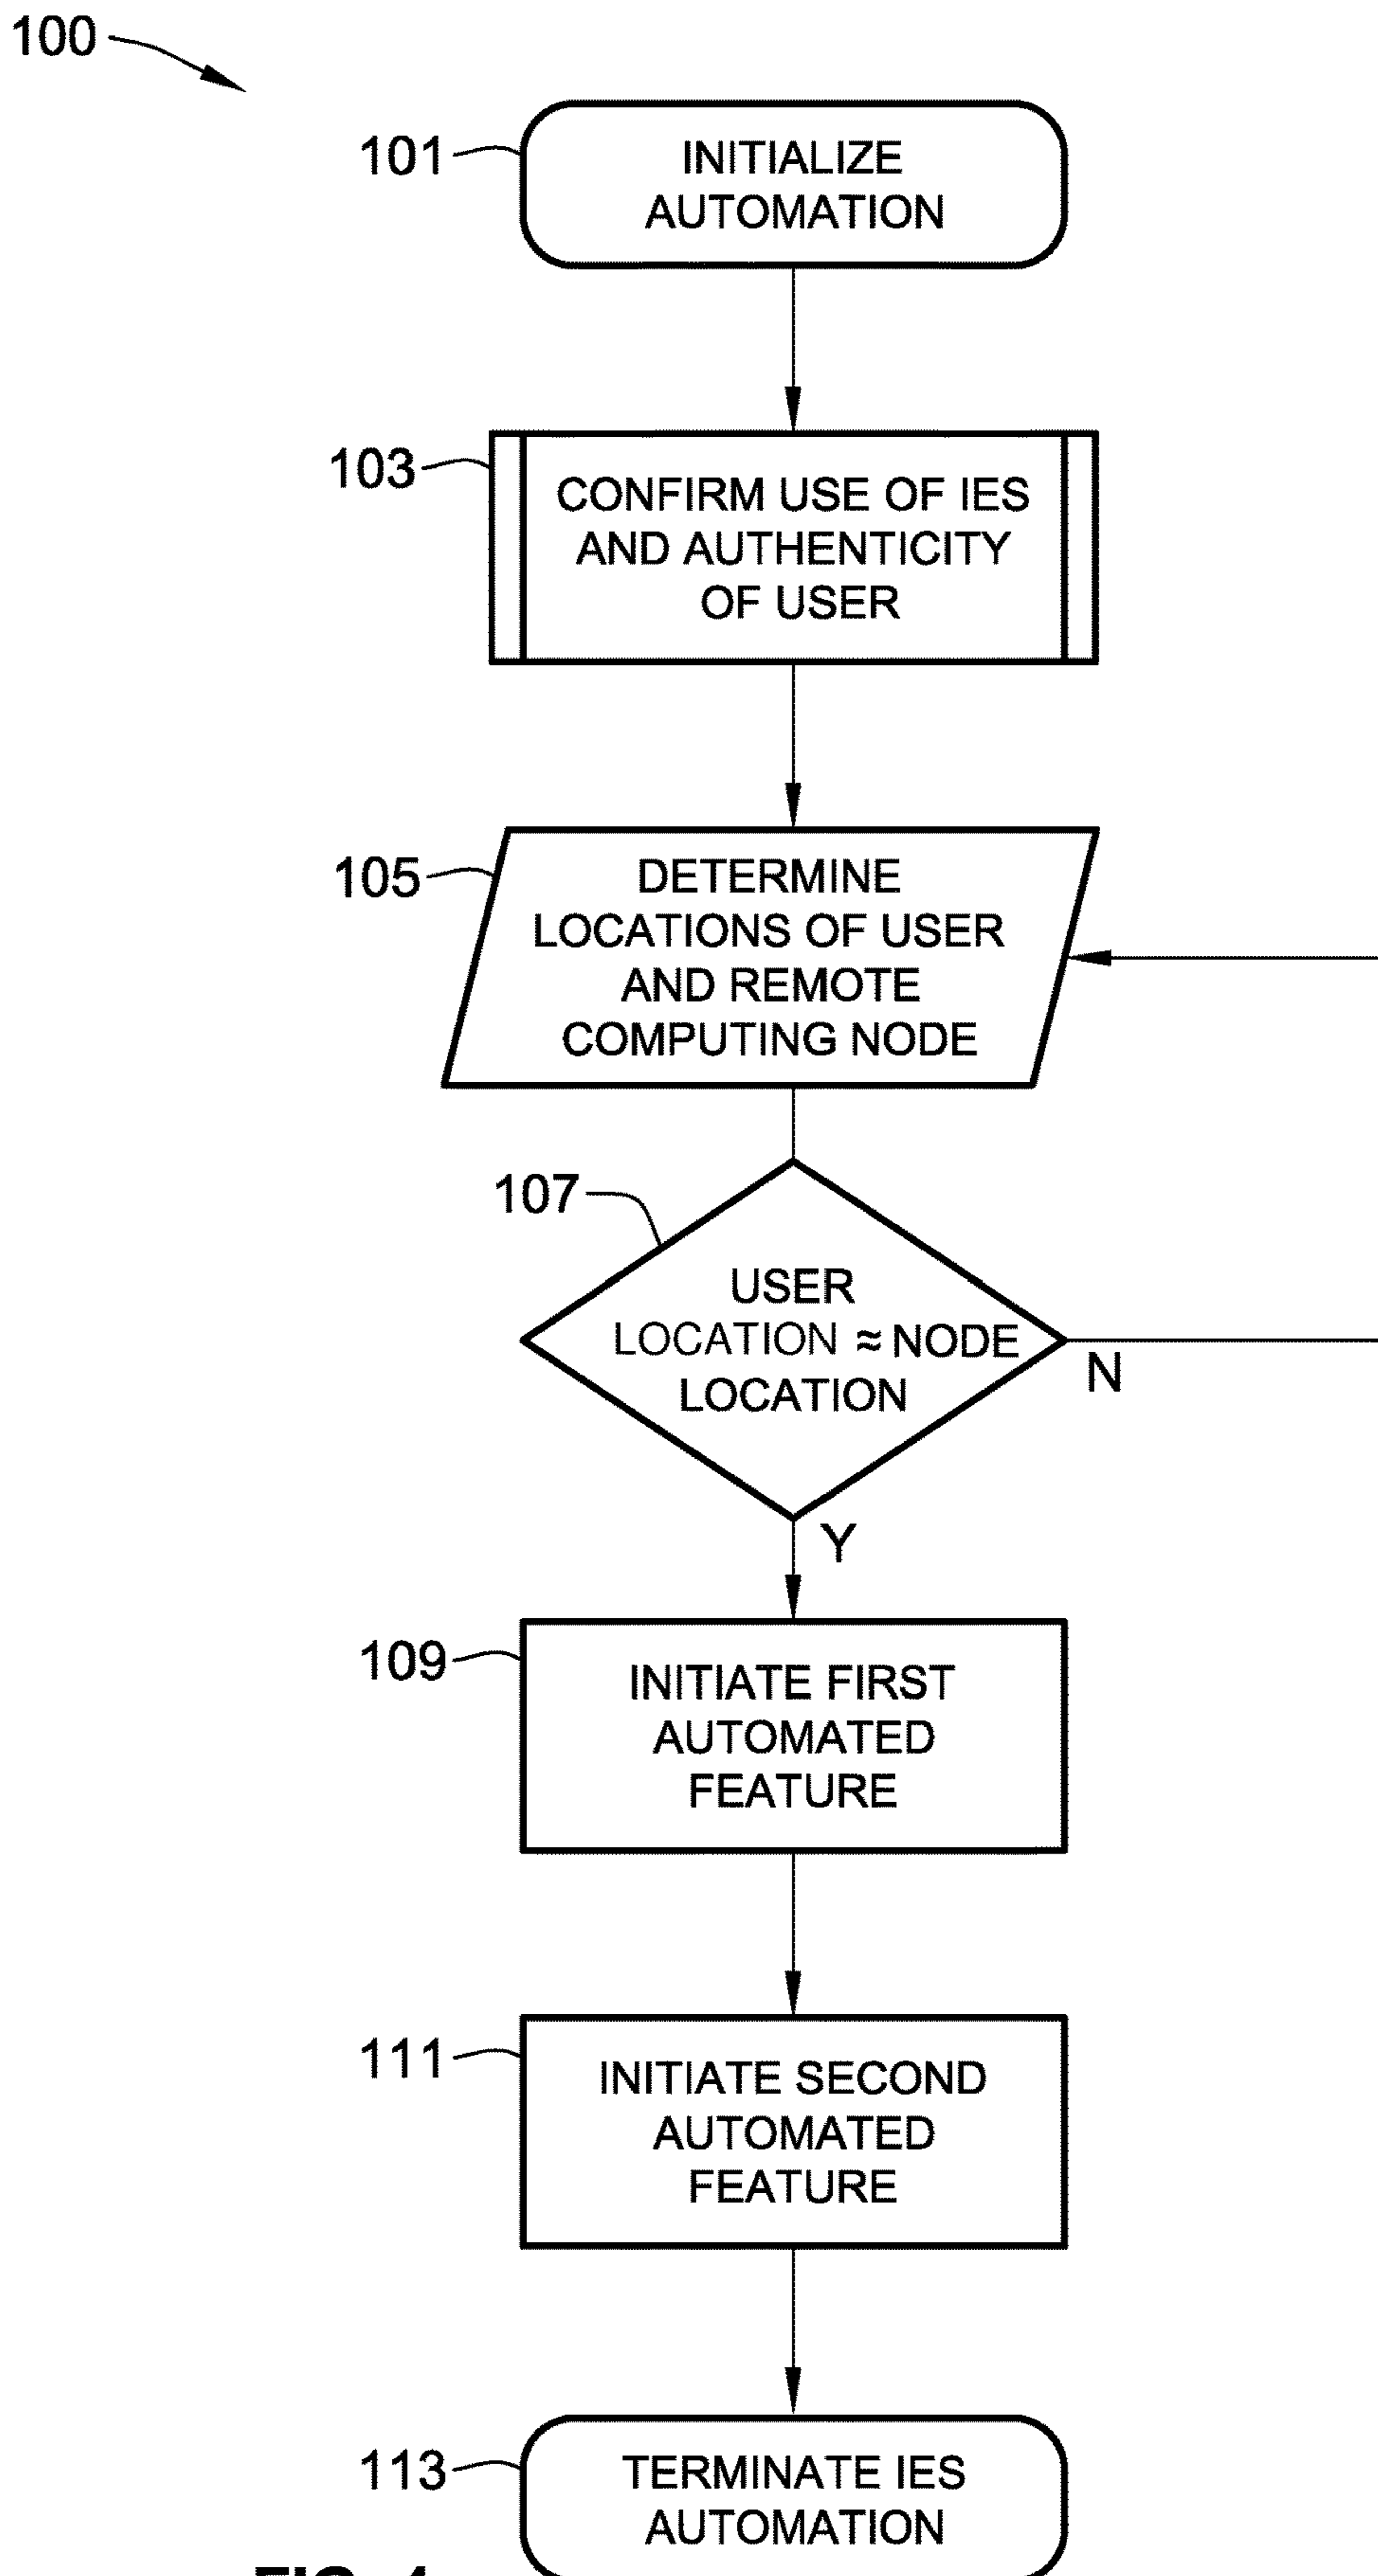 100
101
INITIALIZE
AUTOMATION
103
CONFIRM USE OF IES
AND AUTHENTICITY
OF USER
105
DETERMINE
LOCATIONS OF USER
AND REMOTE
COMPUTING NODE
107
USER
LOCATION ≈ NODE
LOCATION
N
Y
109
INITIATE FIRST
AUTOMATED
FEATURE
111
INITIATE SECOND
AUTOMATED
FEATURE
113
TERMINATE IES
AUTOMATION